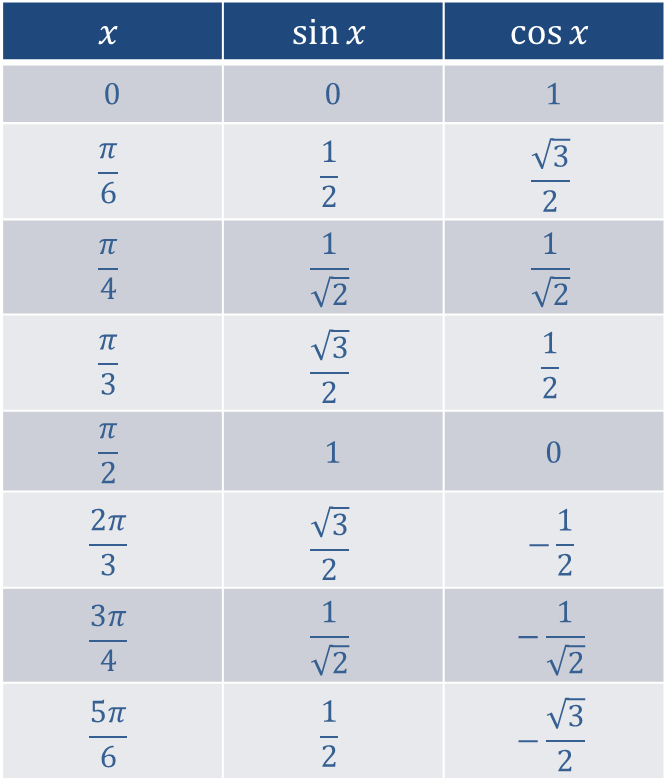 x sin x cos x
0 0 1
π/6 1/2 √3/2
π/4 1/√2 1/√2
π/3 √3/2 1/2
π/2 1 0
2π/3 √3/2 −1/2
3π/4 1/√2 −1/√2
5π/6 1/2 −√3/2